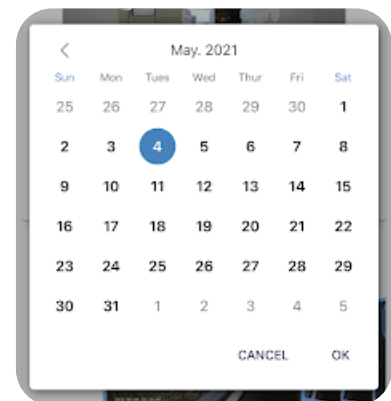 May. 2021
Sun Mon Tues Wed Thur Fri Sat
25 26 27 28 29 30 1
2 3 4 5 6 7 8
9 10 11 12 13 14 15
16 17 18 19 20 21 22
23 24 25 26 27 28 29
30 31 1 2 3 4 5
CANCEL OK